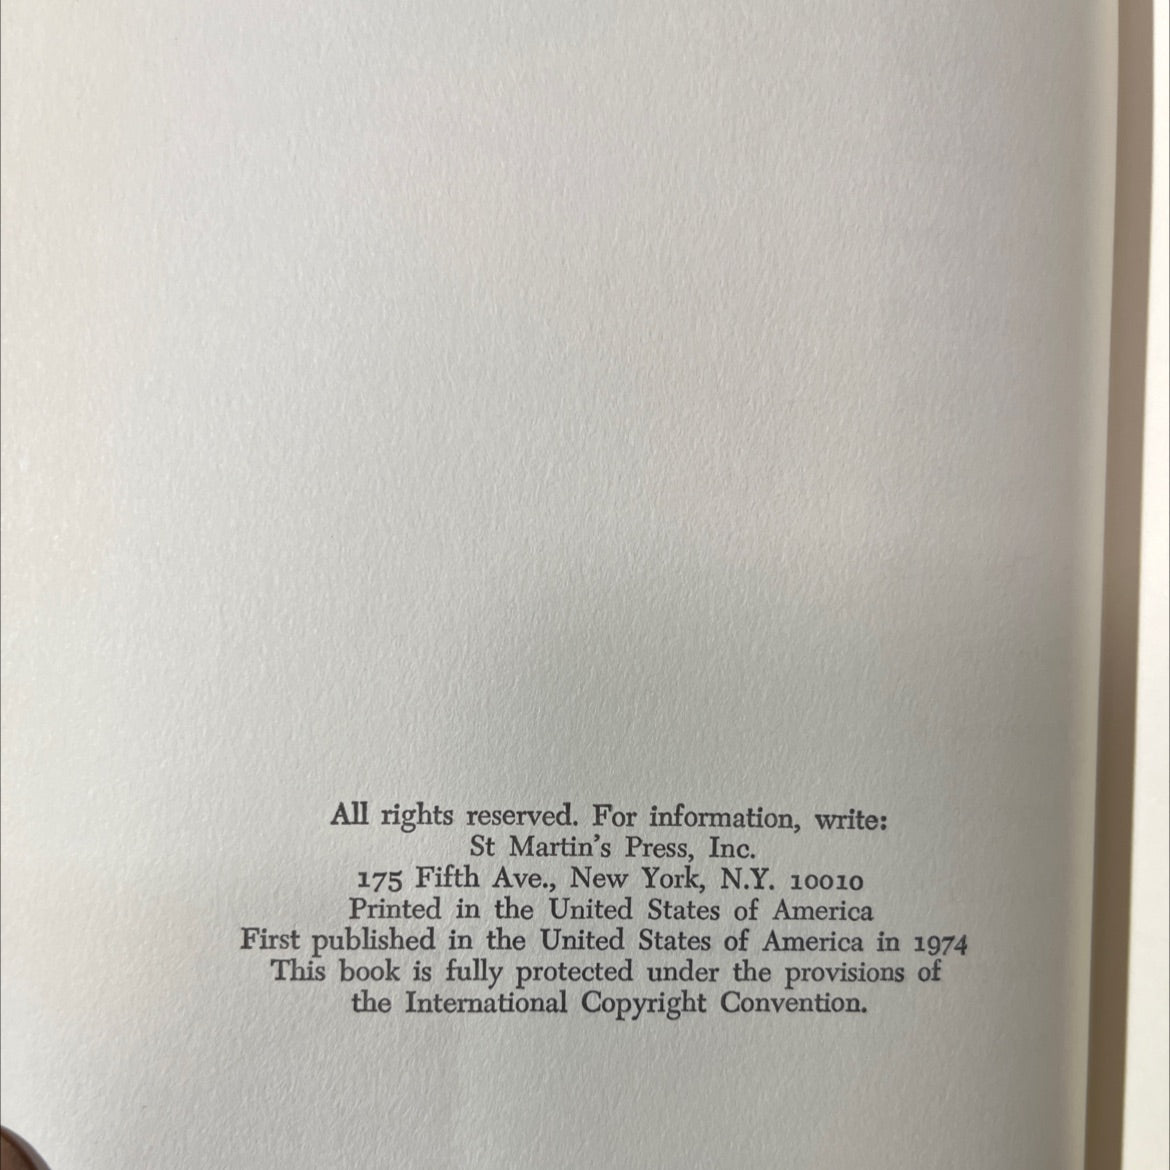 All rights reserved. For information, write:
St Martin's Press, Inc.
175 Fifth Ave., New York, N.Y. 10010
Printed in the United States of America
First published in the United States of America in 1974
This book is fully protected under the provisions of
the International Copyright Convention.